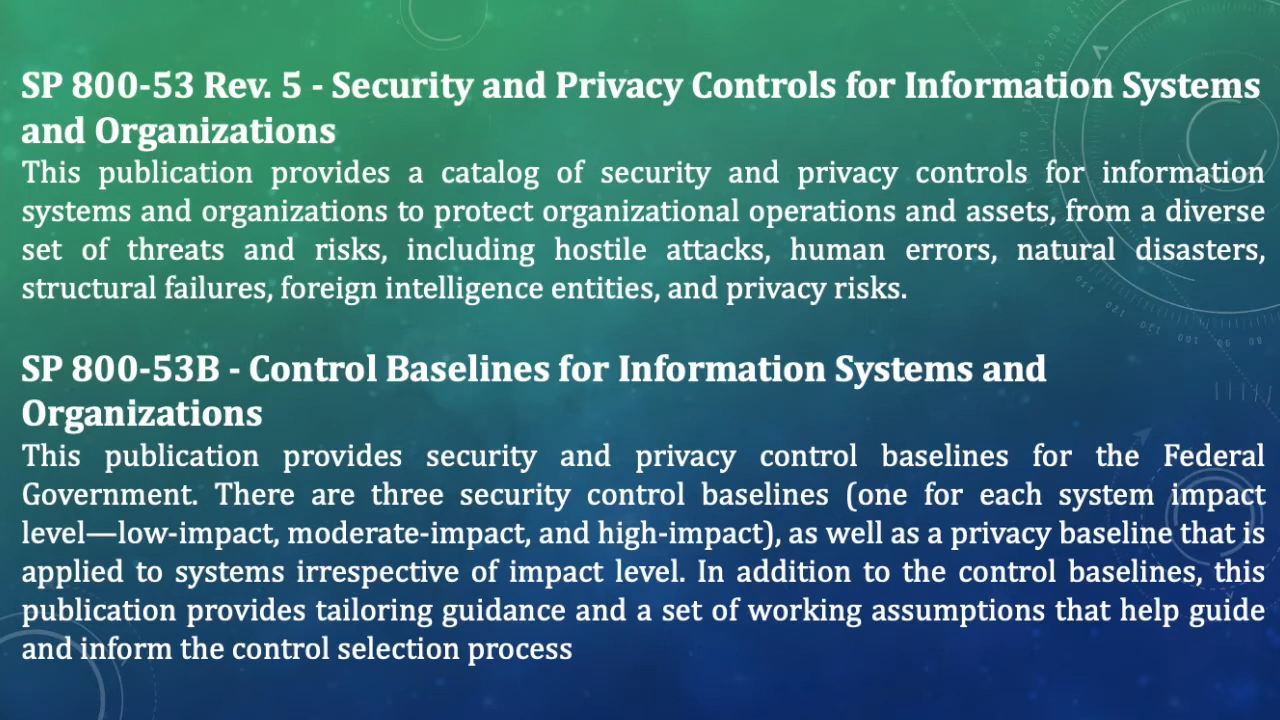 SP 800-53 Rev. 5 - Security and Privacy Controls for Information Systems
and Organizations
This publication provides a catalog of security and privacy controls for information
systems and organizations to protect organizational operations and assets, from a diverse
set of threats and risks, including hostile attacks, human errors, natural disasters,
structural failures, foreign intelligence entities, and privacy risks.
SP 800-53B - Control Baselines for Information Systems and
Organizations
This publication provides security and privacy control baselines for the Federal
Government. There are three security control baselines (one for each system impact
level—low-impact, moderate-impact, and high-impact), as well as a privacy baseline that is
applied to systems irrespective of impact level. In addition to the control baselines, this
publication provides tailoring guidance and a set of working assumptions that help guide
and inform the control selection process